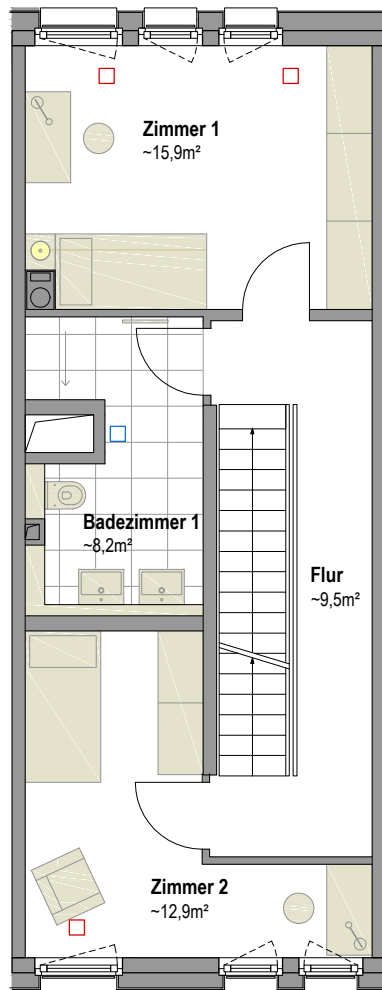 Zimmer 1
~15,9m²
Badezimmer 1
~8,2m²
Flur
~9,5m²
Zimmer 2
~12,9m²